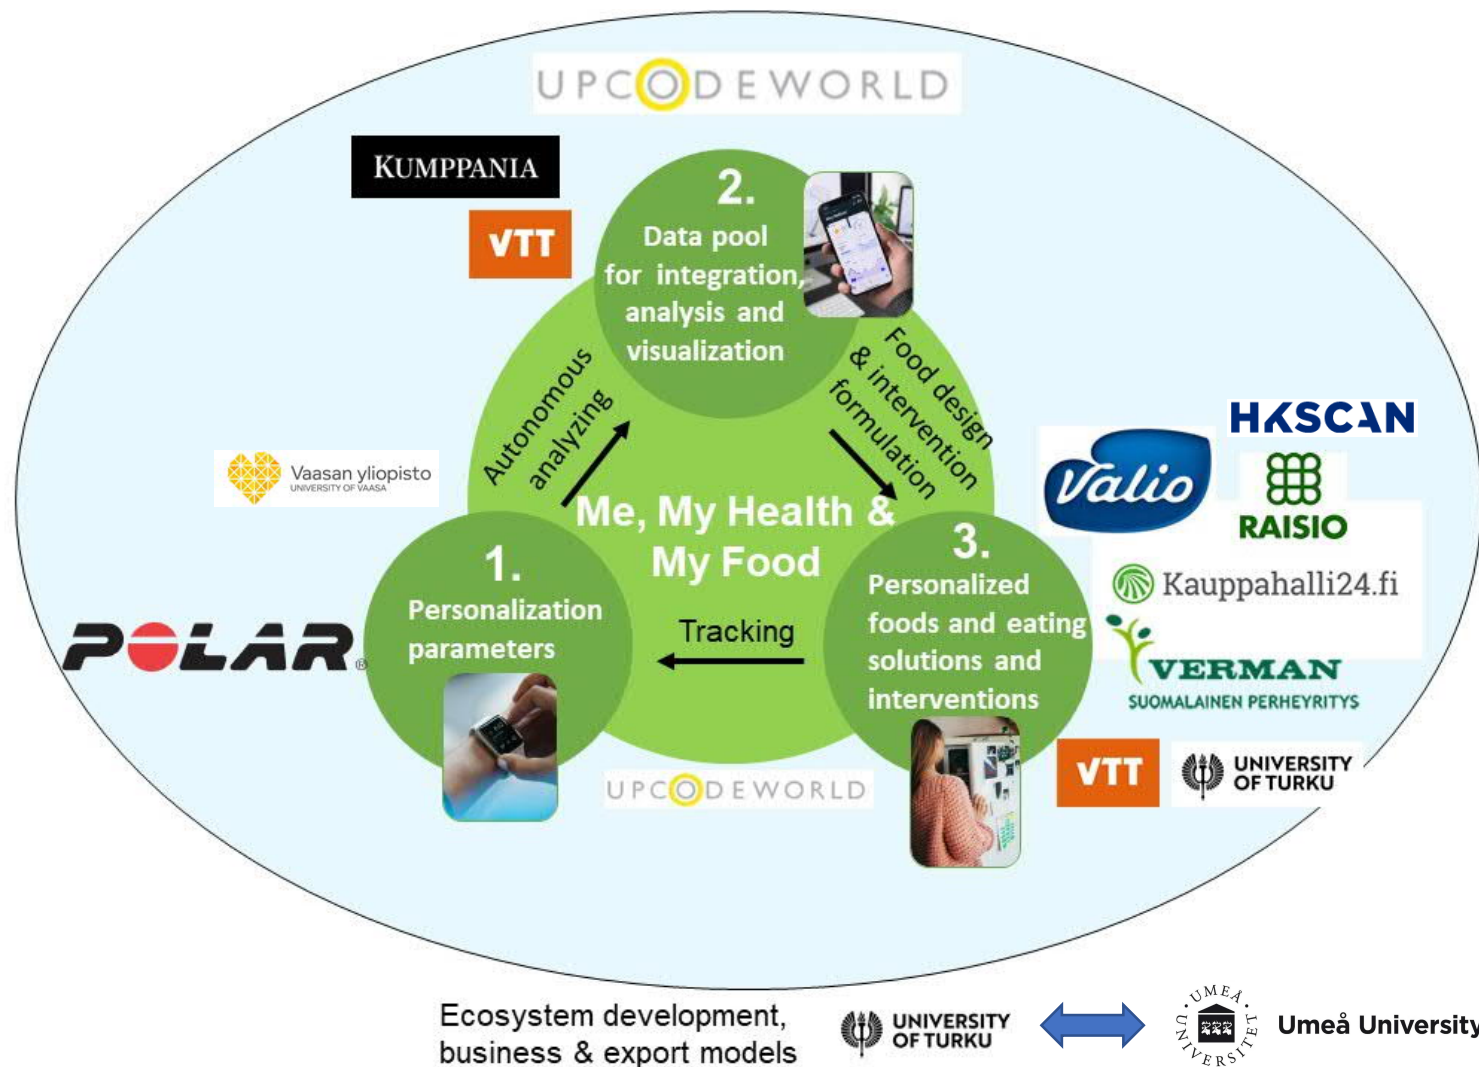 UPCODEWORLD
KUMPPANIA
VTT
2.
Data pool
for integration,
analysis and
visualization
Autonomous
analyzing
Food design
& intervention
formulation
Vaasan yliopisto
UNIVERSITY OF VAASA
Me, My Health &
My Food
1.
Personalization
parameters
POLAR®
Tracking
3.
Personalized
foods and eating
solutions and
interventions
HKSCAN
Valio
RAISIO
Kauppahalli24.fi
VERMAN
SUOMALAINEN PERHEYRITYS
VTT
UNIVERSITY
OF TURKU
UPCODEWORLD
Ecosystem development,
business & export models
UNIVERSITY
OF TURKU
UMEÅ UNIVERSITET
Umeå University